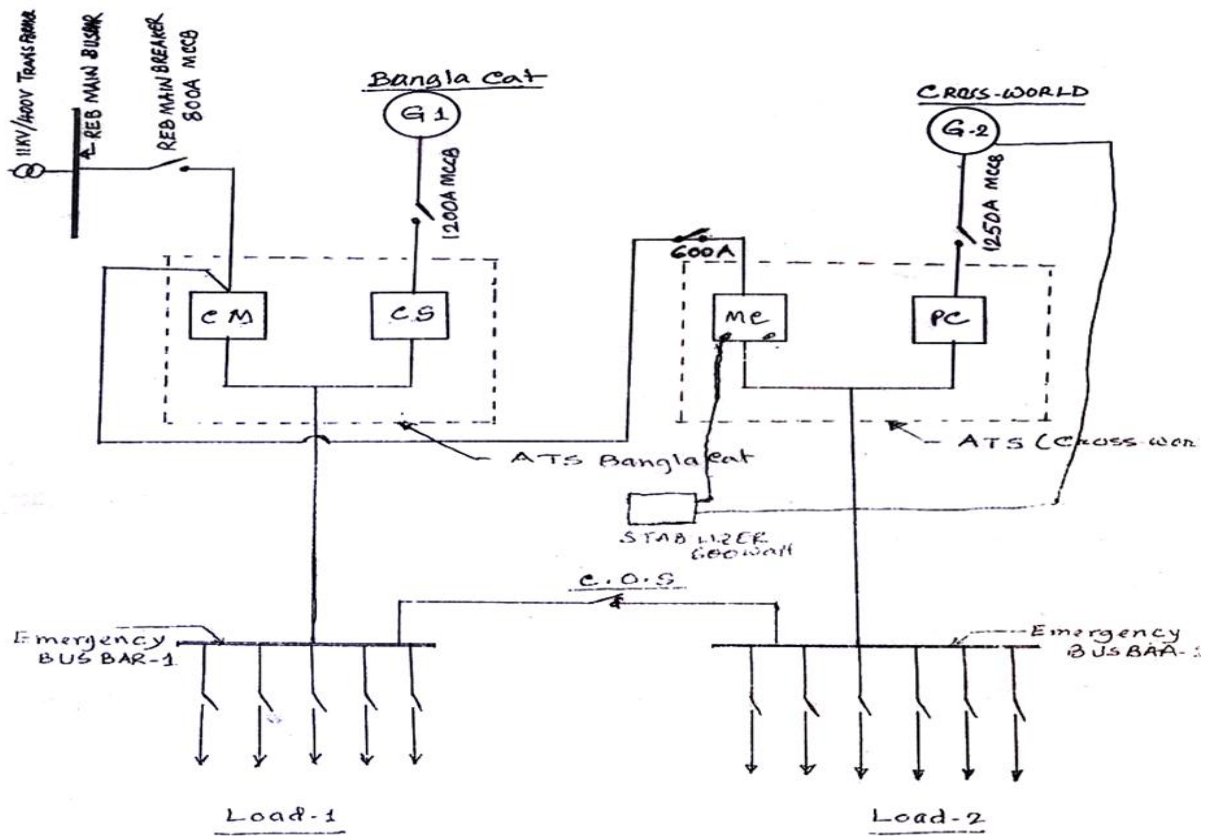 11KV/400V TRANSFORMER
REB MAIN BUSBAR
REB MAIN BREAKER
800A MCCB
Bangla Cat
G1
1200A MCCB
CROSS-WORLD
G-2
1250A MCCB
600A
CM
CS
MC
PC
ATS Bangla Cat
ATS (Cross-wor
STABLIZER
600watt
C.O.S
Emergency
BUS BAR-1
Emergency
BUS BAR-1
Load-1
Load-2